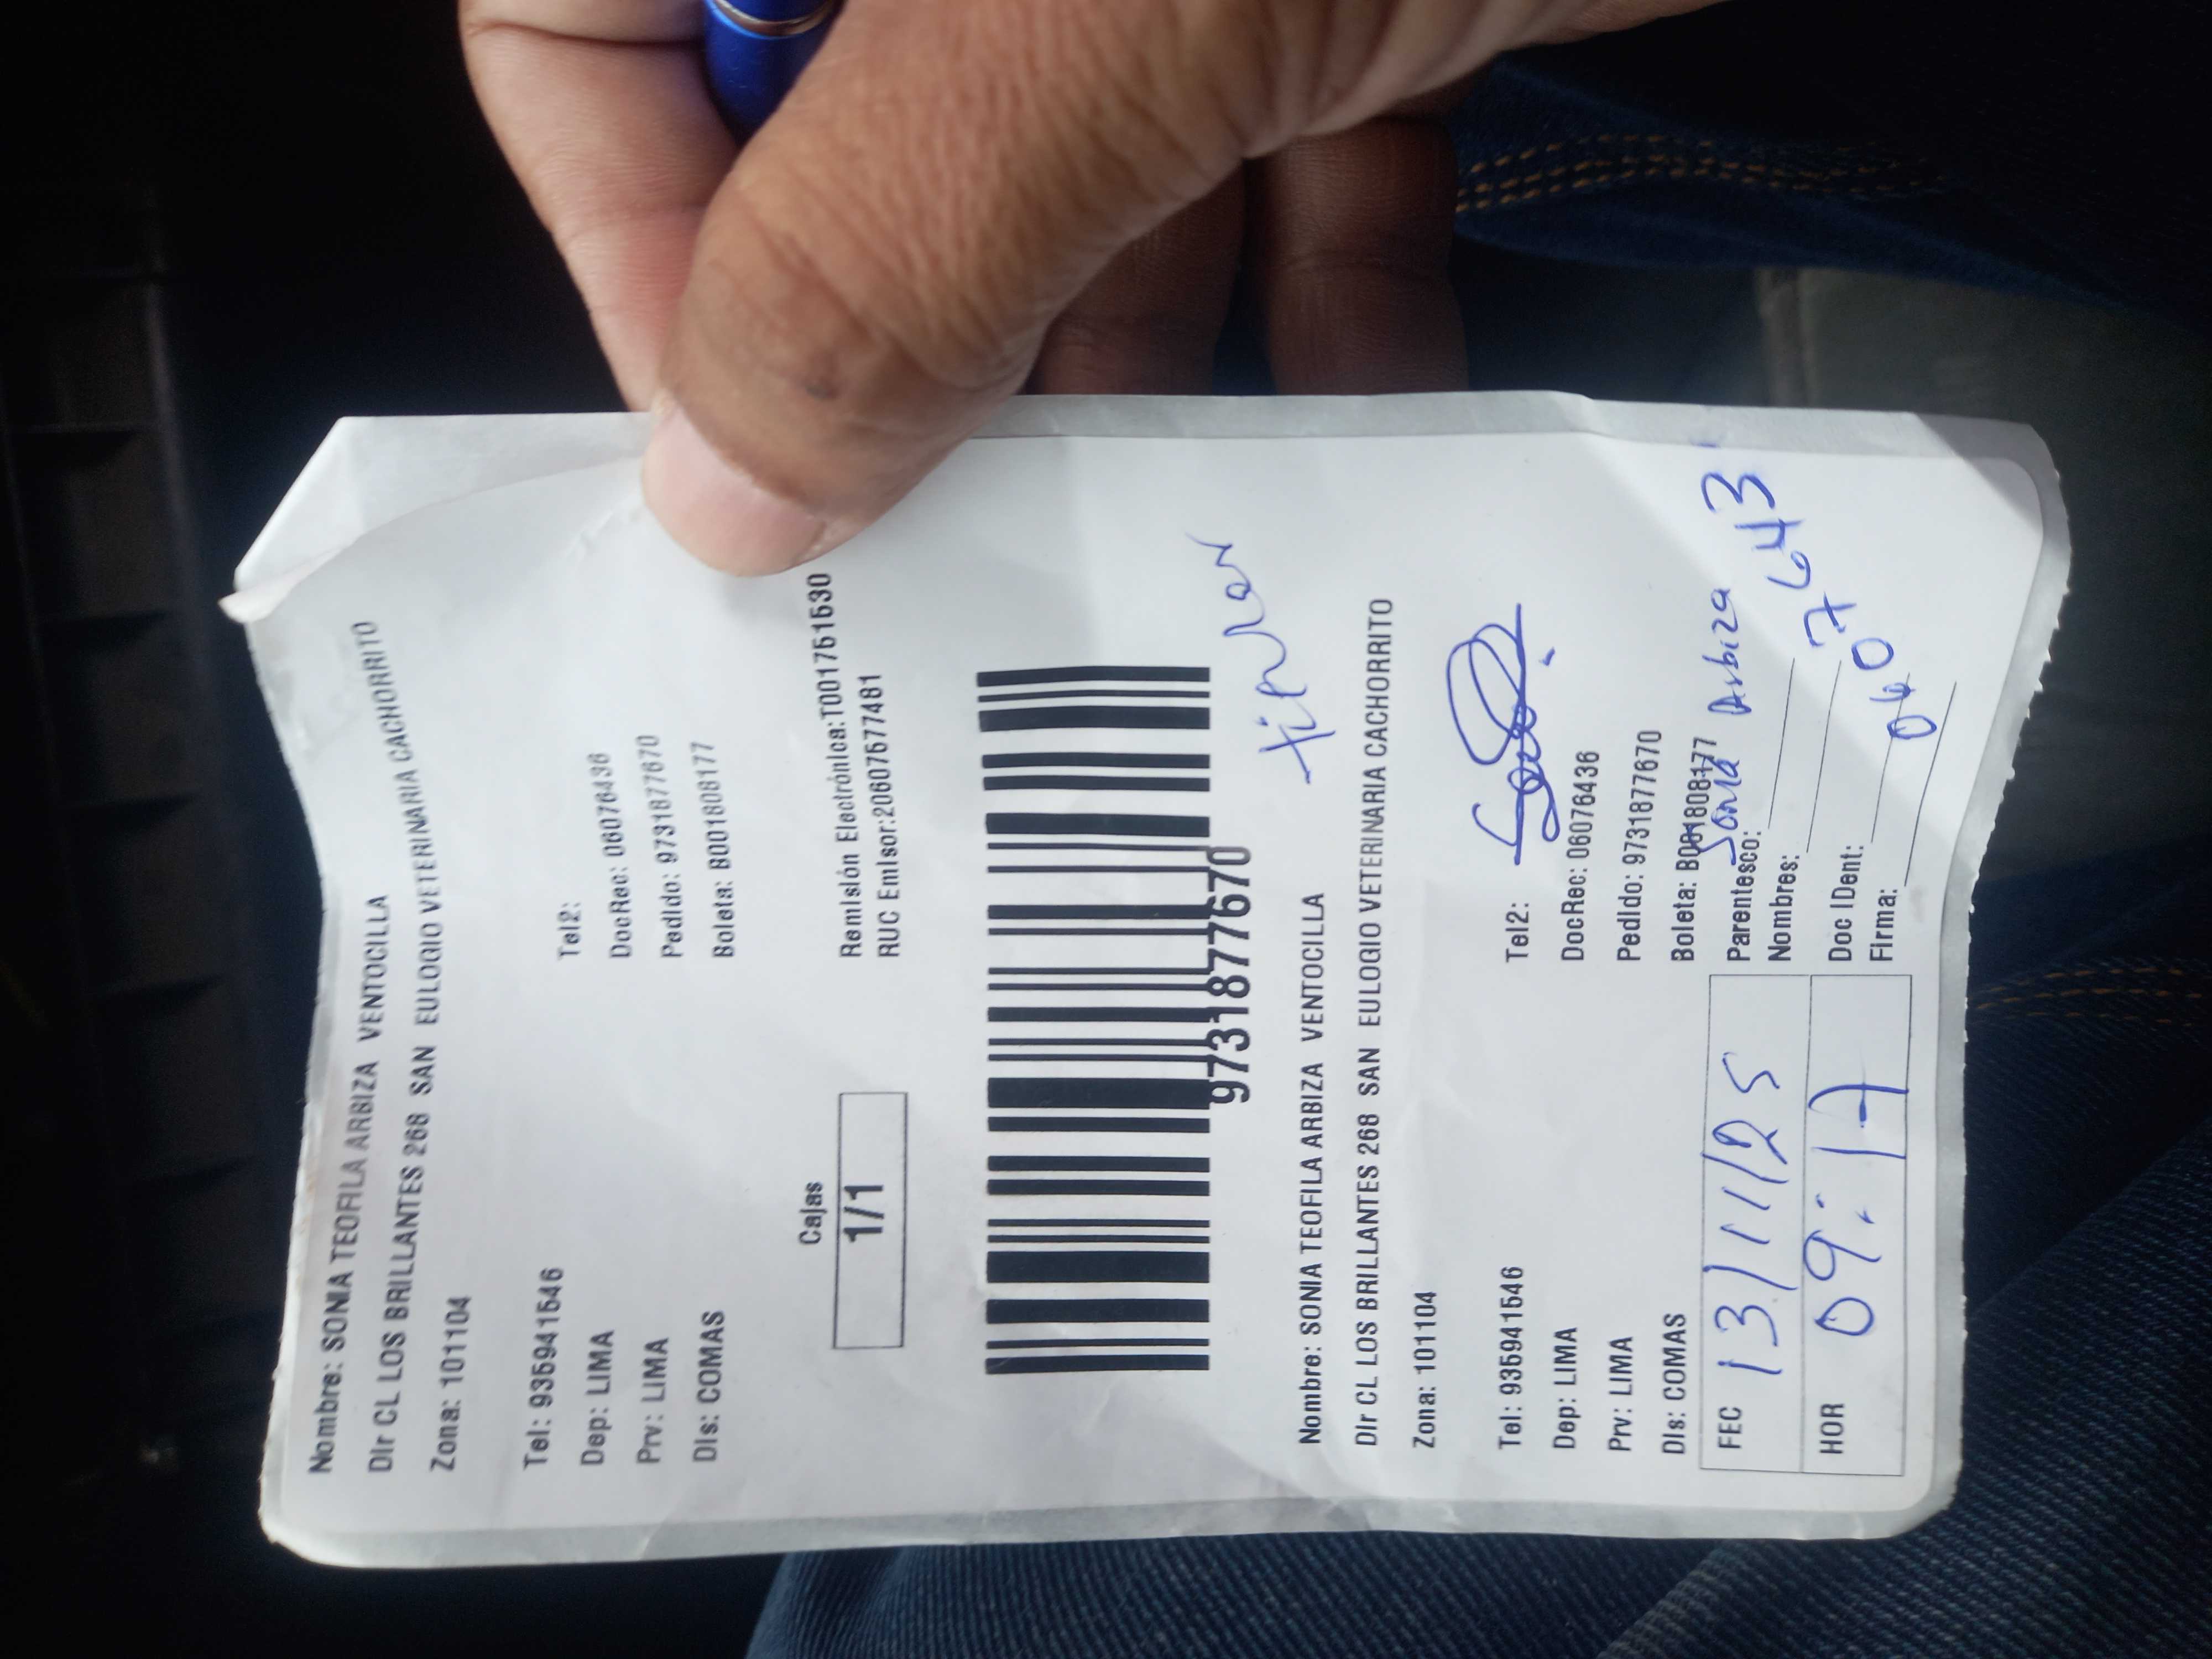 Nombre: SONIA TEOFILA ARBIZA VENTOCILLA
Dir CL LOS BRILLANTES 268 SAN EULOGIO VETERINARIA CACHORRITO
Zona: 101104
Tel: 935941546 Tel2:
Dep: LIMA DocRec: 06076436
Prv: LIMA Pedido: 9731877670
Dis: COMAS Boleta: B001808177
Cajas
1/1
Remisión Electrónica:T001751530
RUC Emisor:20607577481
9731877670
Nombre: SONIA TEOFILA ARBIZA VENTOCILLA
Dir CL LOS BRILLANTES 268 SAN EULOGIO VETERINARIA CACHORRITO
Zona: 101104
Tel: 935941546 Tel2:
Dep: LIMA DocRec: 06076436
Prv: LIMA Pedido: 9731877670
Dis: COMAS Boleta: B001808177
FEC 13/11/25 Parentesco: Sonia Arbiza
Nombres:
HOR 09:17 Doc IDent:
Firma: